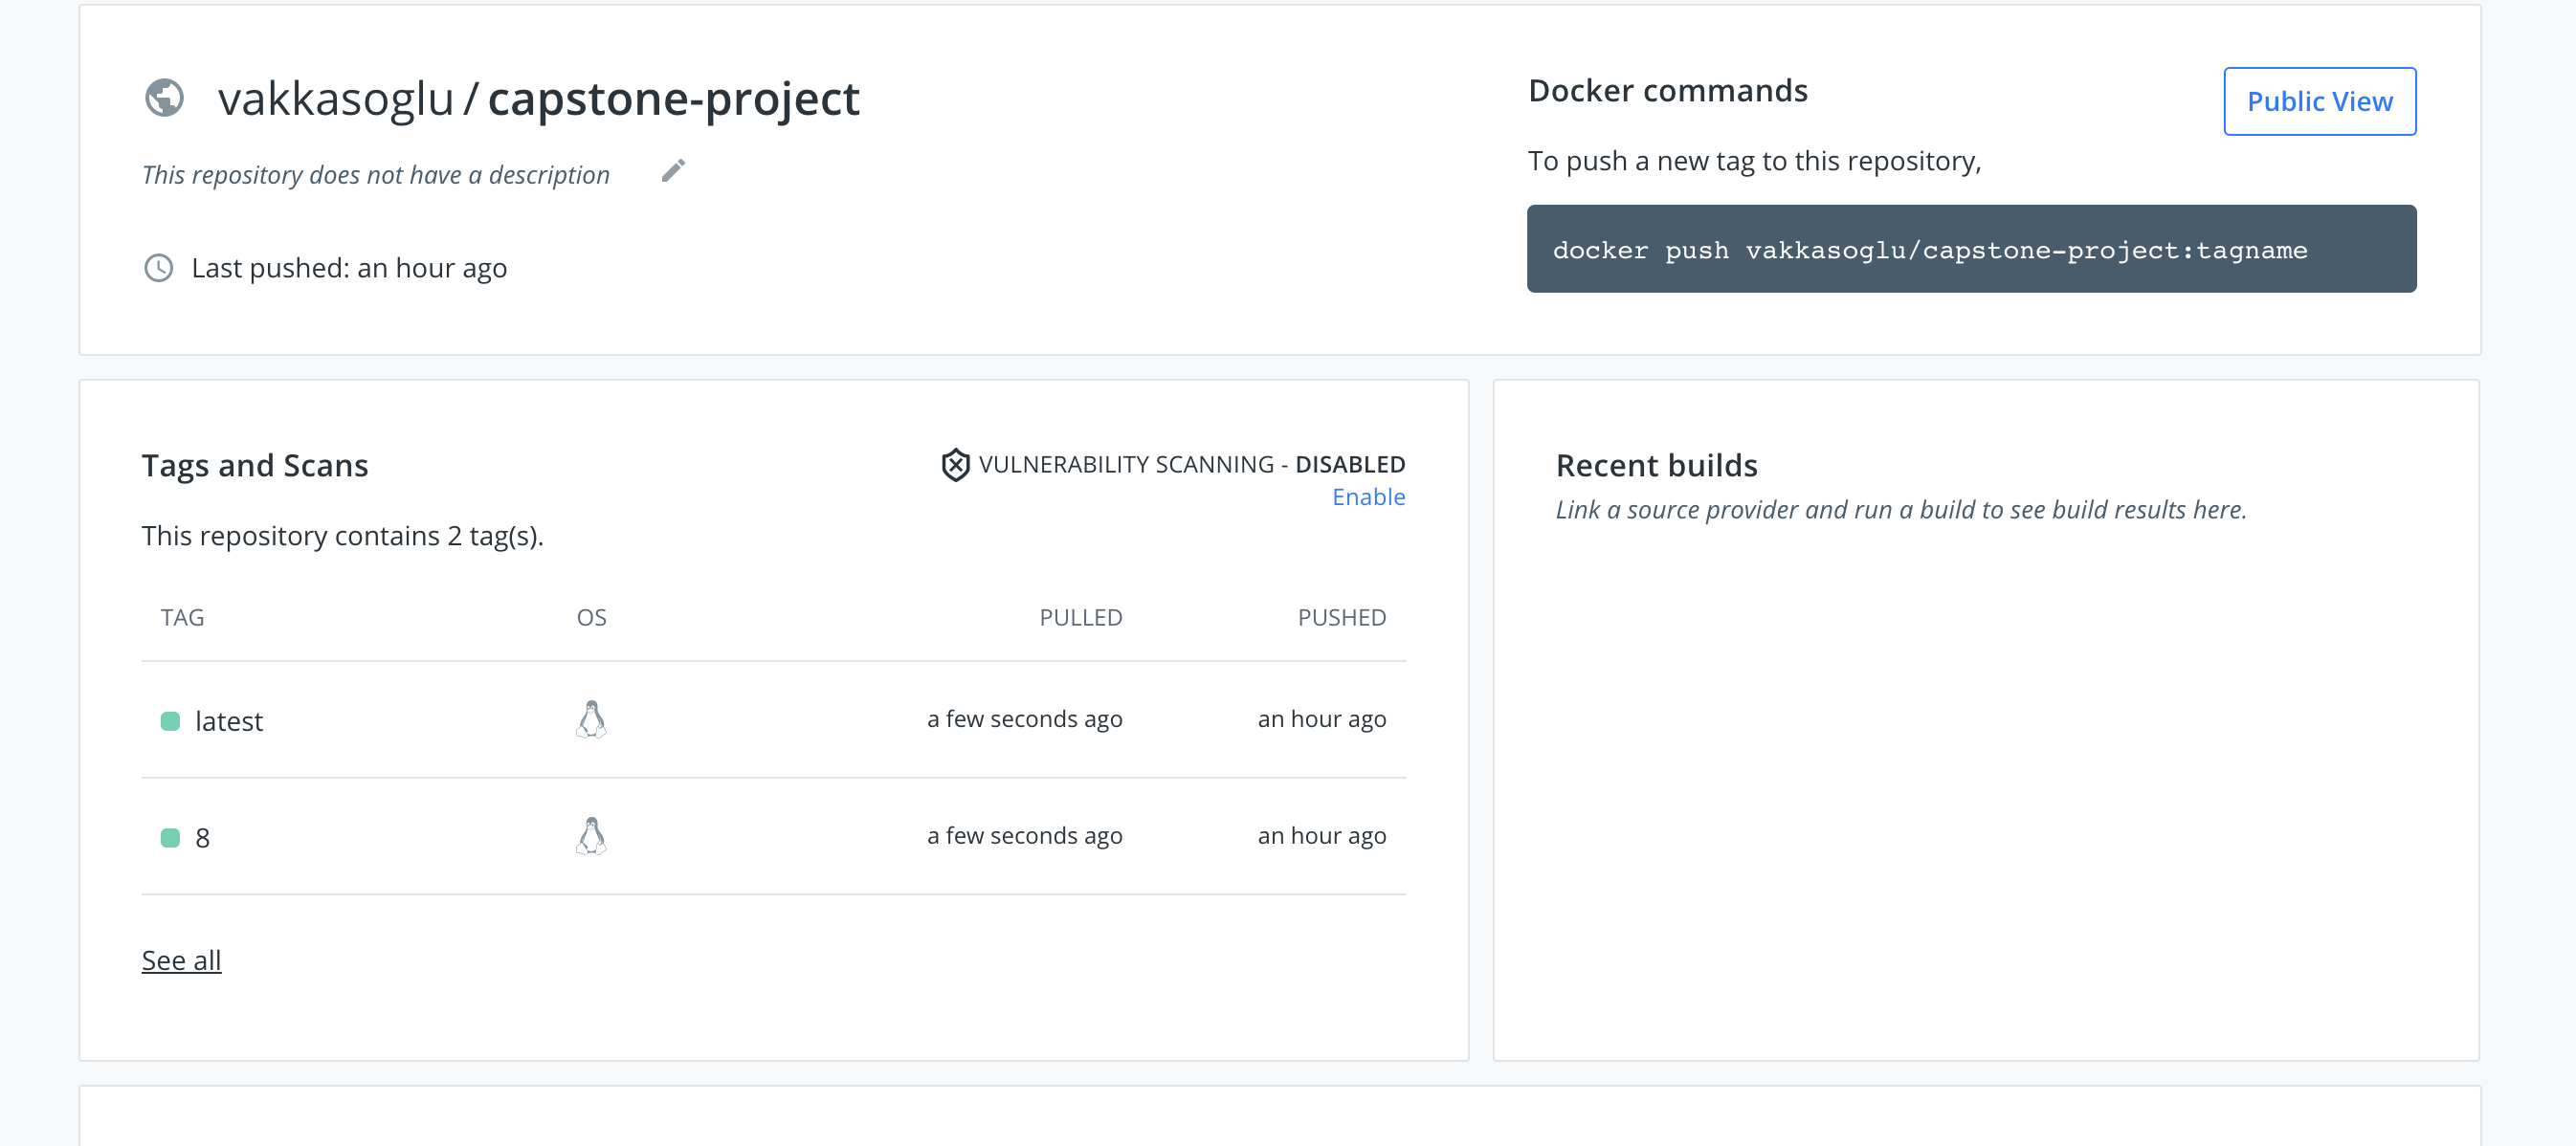 vakkasoglu / capstone-project
This repository does not have a description
Last pushed: an hour ago
Docker commands
Public View
To push a new tag to this repository,
docker push vakkasoglu/capstone-project:tagname
Tags and Scans
VULNERABILITY SCANNING - DISABLED
Enable
This repository contains 2 tag(s).
TAG OS PULLED PUSHED
latest a few seconds ago an hour ago
8 a few seconds ago an hour ago
See all
Recent builds
Link a source provider and run a build to see build results here.